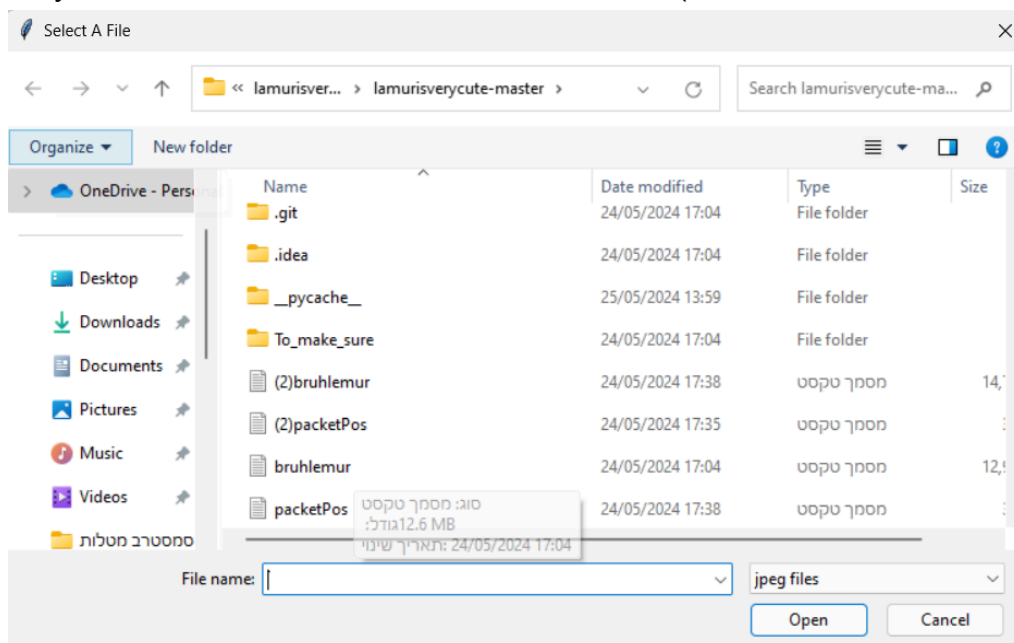 Select A File
« lamurisver... > lamurisverycute-master >
Search lamurisverycute-ma...
Organize
New folder
OneDrive - Pers
Name
Date modified
Type
Size
.git
24/05/2024 17:04
File folder
.idea
24/05/2024 17:04
File folder
Desktop
__pycache__
25/05/2024 13:59
File folder
Downloads
To_make_sure
24/05/2024 17:04
File folder
Documents
(2)bruhlemur
24/05/2024 17:38
מסמך טקסט
14,
Pictures
(2)packetPos
24/05/2024 17:35
מסמך טקסט
Music
bruhlemur
24/05/2024 17:04
מסמך טקסט
12,
Videos
packetPos
24/05/2024 17:38
מסמך טקסט
סוג: מסמך טקסט
גודל: 12.6 MB
תאריך שינוי: 24/05/2024 17:04
סמסטרב מטלות
File name:
jpeg files
Open
Cancel